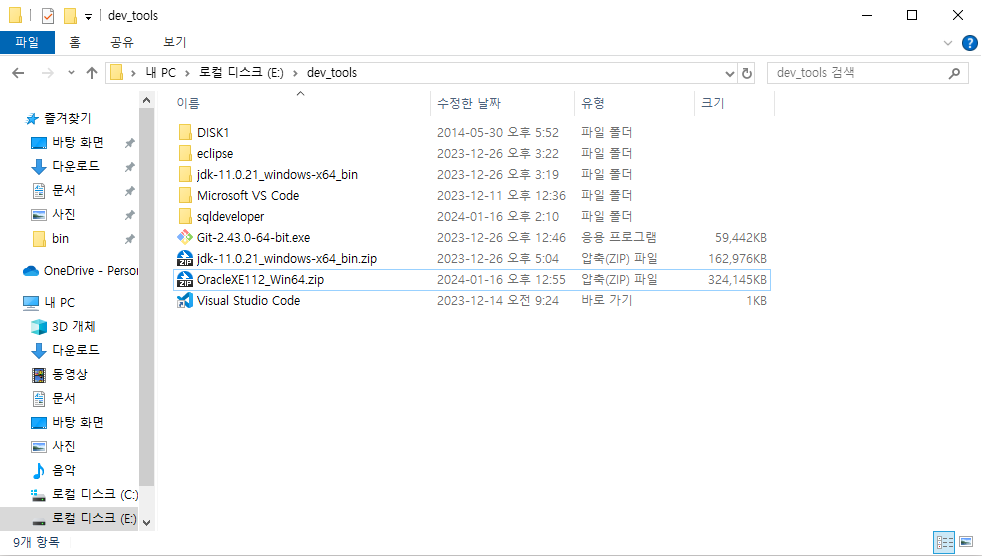 dev_tools
파일 홈 공유 보기
내 PC 로컬 디스크 (E:) dev_tools
dev_tools 검색
즐겨찾기
바탕 화면
다운로드
문서
사진
bin
OneDrive - Person
내 PC
3D 개체
다운로드
동영상
문서
바탕 화면
사진
음악
로컬 디스크 (C:)
로컬 디스크 (E:)
이름 수정한 날짜 유형 크기
DISK1 2014-05-30 오후 5:52 파일 폴더
eclipse 2023-12-26 오후 3:22 파일 폴더
jdk-11.0.21_windows-x64_bin 2023-12-26 오후 3:19 파일 폴더
Microsoft VS Code 2023-12-11 오후 12:36 파일 폴더
sqldeveloper 2024-01-16 오후 2:10 파일 폴더
Git-2.43.0-64-bit.exe 2023-12-26 오후 12:46 응용 프로그램 59,442KB
ZIP jdk-11.0.21_windows-x64_bin.zip 2023-12-26 오후 5:04 압축(ZIP) 파일 162,976KB
ZIP OracleXE112_Win64.zip 2024-01-16 오후 12:55 압축(ZIP) 파일 324,145KB
Visual Studio Code 2023-12-14 오전 9:24 바로 가기 1KB
9개 항목